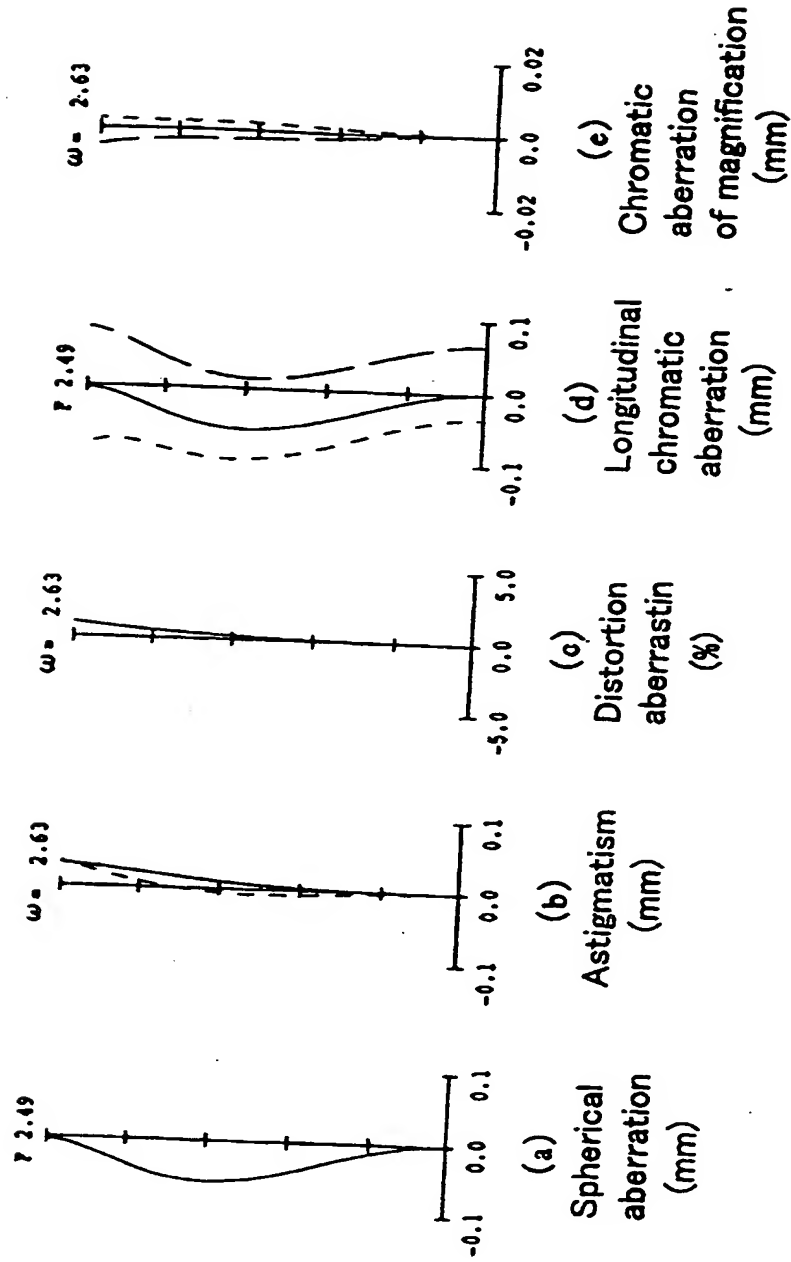 F 2.49
-0.1 0.0 0.1
(a)
Spherical
aberration
(mm)
ω= 2.63
-0.1 0.0 0.1
(b)
Astigmatism
(mm)
ω= 2.63
-5.0 0.0 5.0
(c)
Distortion
aberrastin
(%)
F 2.49
-0.1 0.0 0.1
(d)
Longitudinal
chromatic
aberration
(mm)
ω= 2.63
-0.02 0.0 0.02
(e)
Chromatic
aberration
of magnification
(mm)